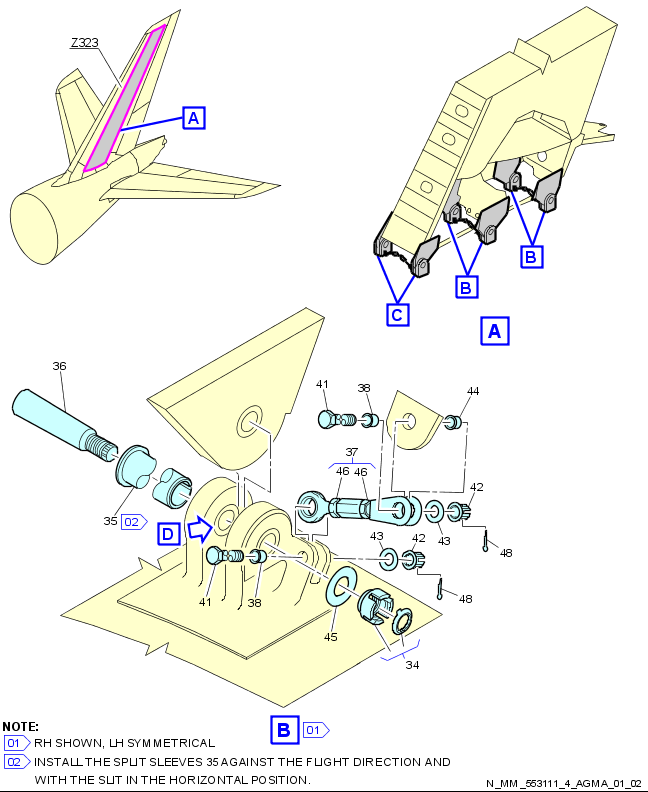 Z323
A
B
B
C
A
36
41
38
44
37
46 46
42
35 02
D
43
48
43
42
41
38
48
45
34
B 01
NOTE:
01 RH SHOWN, LH SYMMETRICAL
02 INSTALL THE SPLIT SLEEVES 35 AGAINST THE FLIGHT DIRECTION AND
WITH THE SLIT IN THE HORIZONTAL POSITION.
N_MM_553111_4_AGMA_01_02